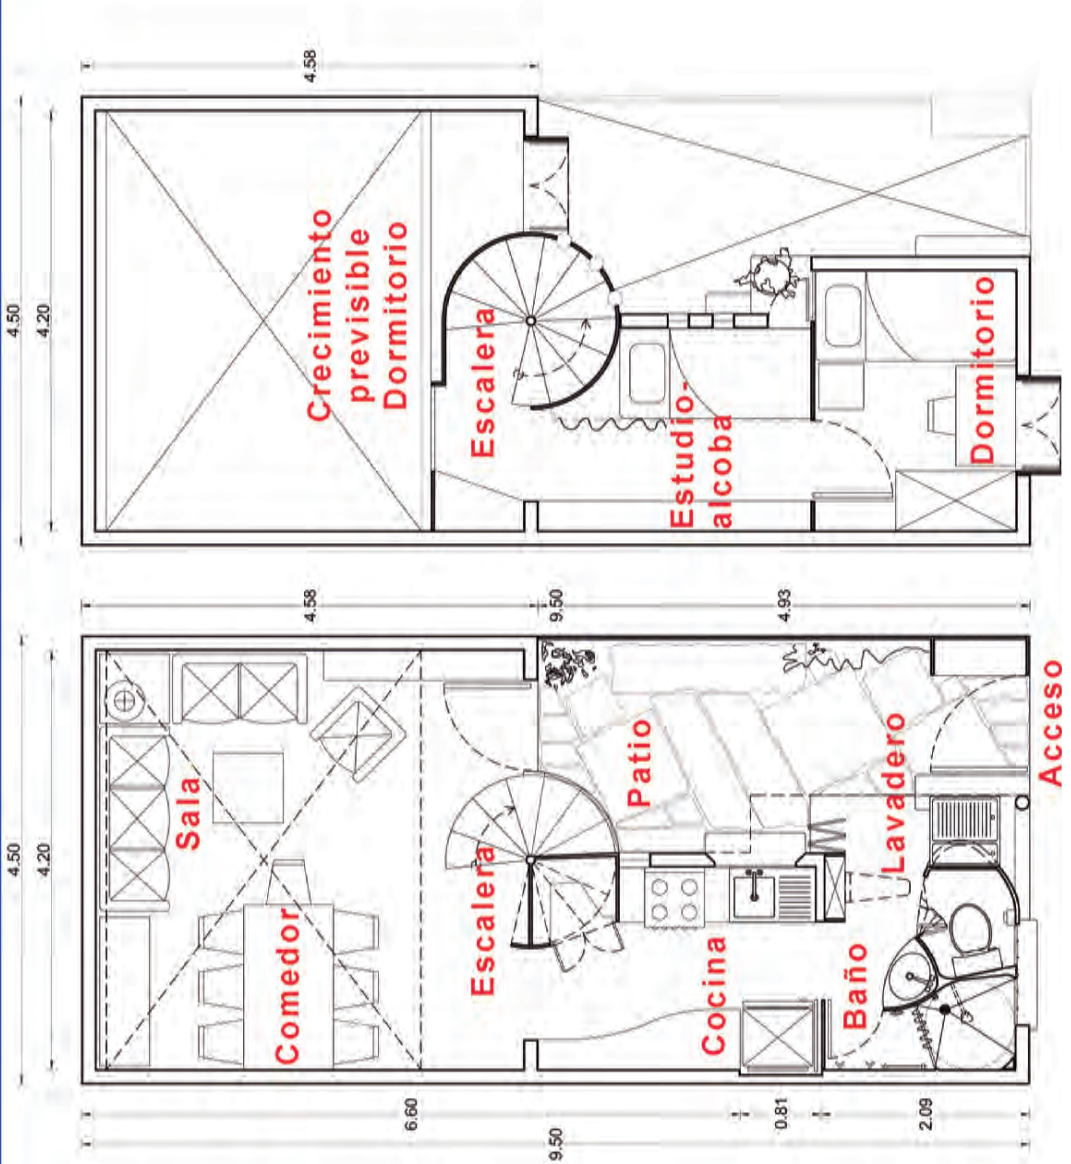 4.58
4.50
4.20
Crecimiento
previsible
Dormitorio
Escalera
Estudio-
alcoba
Dormitorio
4.58
9.50
4.93
4.50
4.20
Sala
Comedor
Escalera
Patio
Cocina
Lavadero
Baño
Acceso
6.60
0.81
2.09
9.50